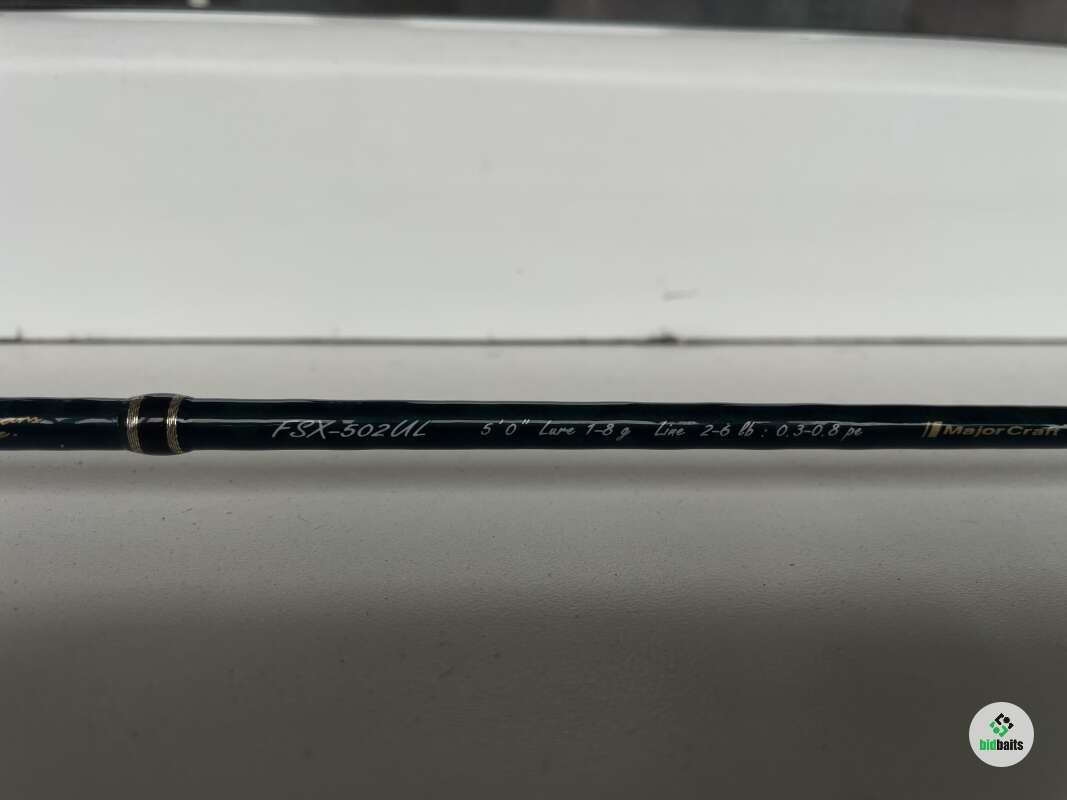 FSX-502UL 5'0" Lure 1-8 g Line 2-6 lb : 0.3-0.8 pe MajorCraft
bidbaits